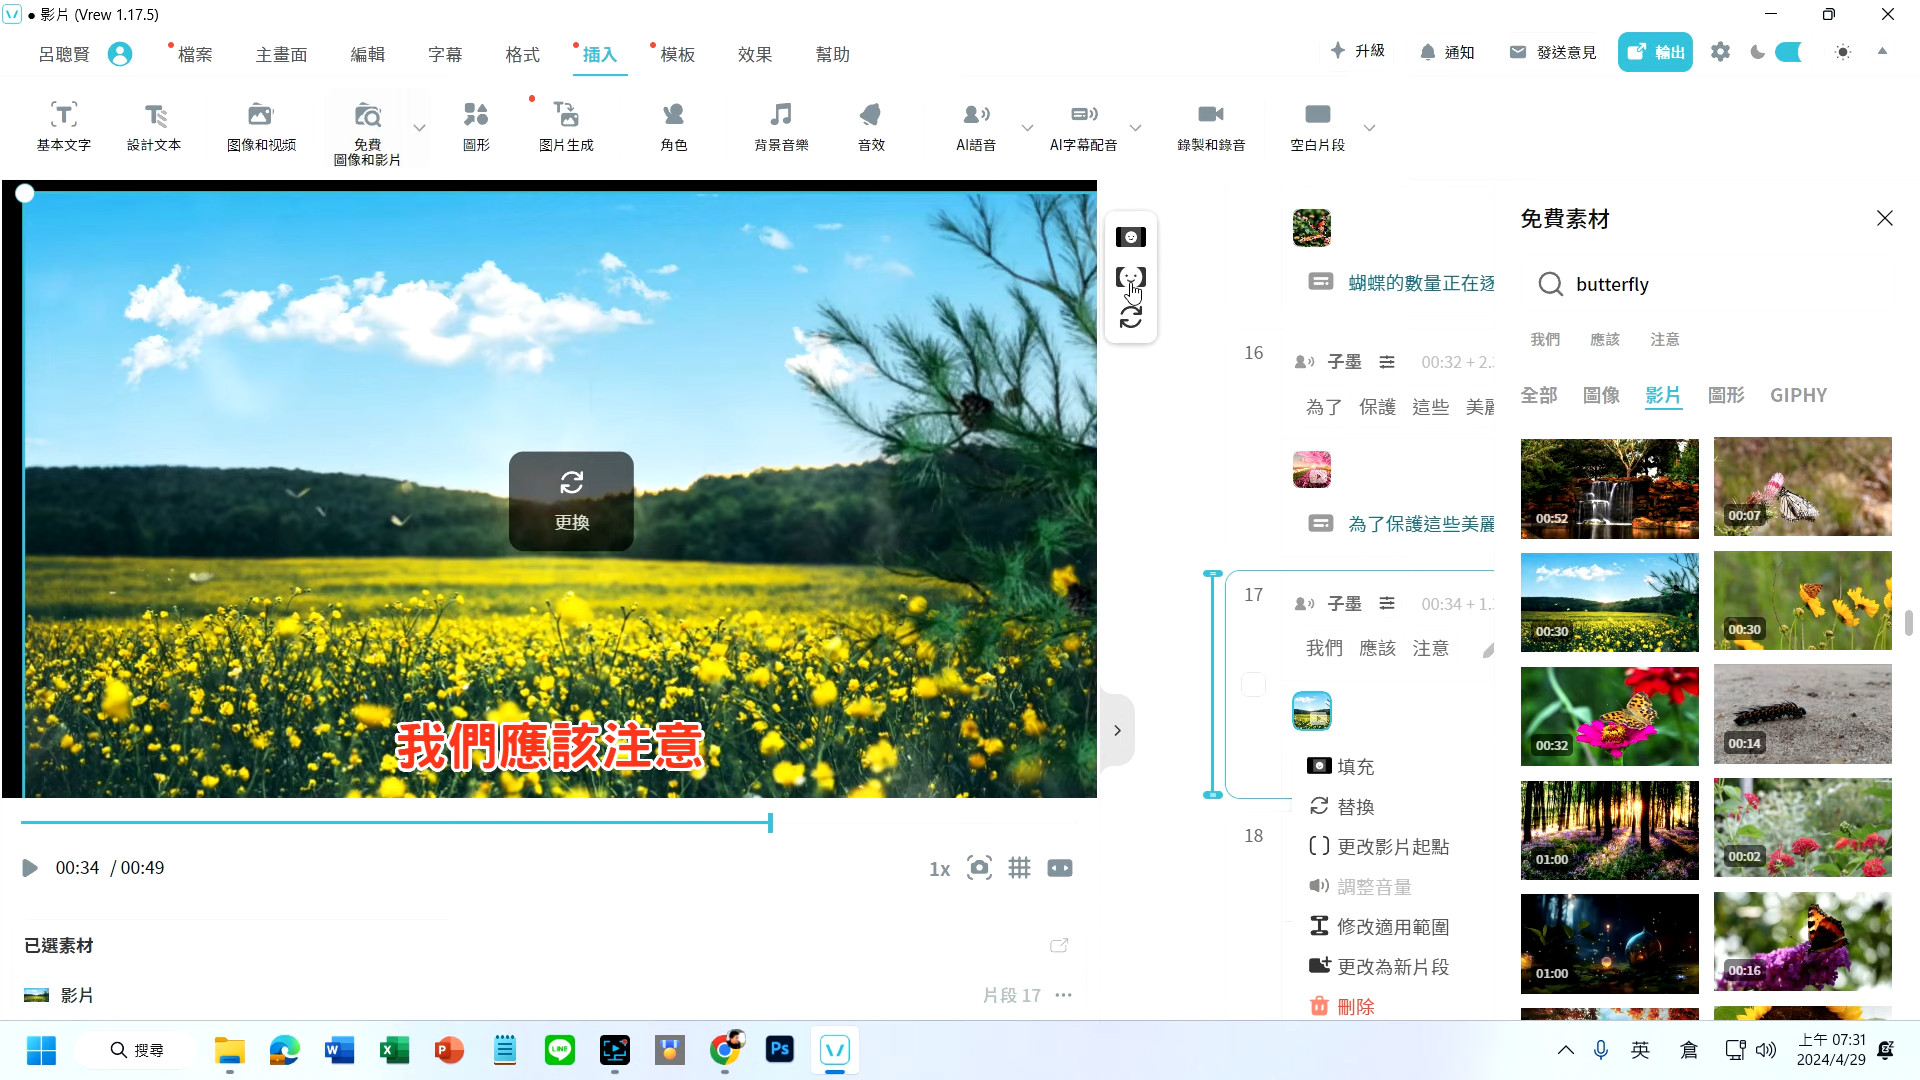 ● 影片 (Vrew 1.17.5)
呂聰賢
檔案
主畫面
編輯
字幕
格式
插入
模板
效果
幫助
升級
通知
發送意見
輸出
基本文字
設計文本
图像和视频
免費
圖像和影片
圖形
图片生成
角色
背景音樂
音效
AI語音
AI字幕配音
錄製和錄音
空白片段
更換
我們應該注意
00:34 / 00:49
1x
已選素材
影片
片段 17
蝴蝶的數量正在逐
16
子墨
00:32 + 2.
為了 保護 這些 美麗
為了保護這些美麗
17
子墨
00:34 + 1.
我們 應該 注意
填充
替換
18
更改影片起點
調整音量
修改適用範圍
更改為新片段
刪除
免費素材
butterfly
我們 應該 注意
全部 圖像 影片 圖形 GIPHY
00:52
00:07
00:30
00:30
00:32
00:14
01:00
00:02
01:00
00:16
搜尋
LINE
Ps
英
倉
上午 07:31
2024/4/29